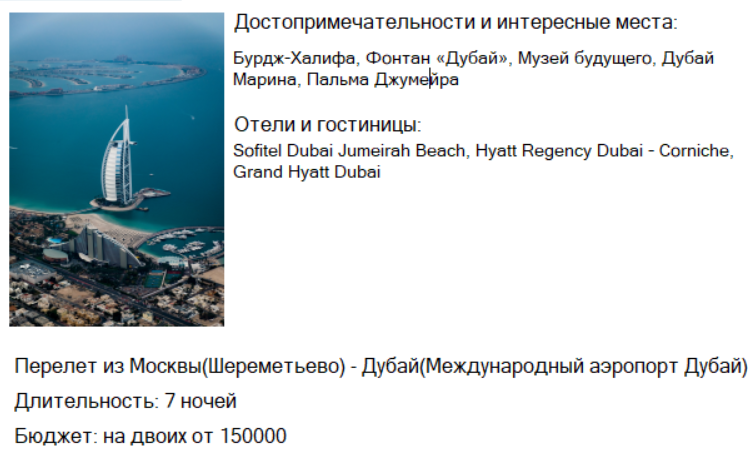 Достопримечательности и интересные места:
Бурдж-Халифа, Фонтан «Дубай», Музей будущего, Дубай
Марина, Пальма Джумейра
Отели и гостиницы:
Sofitel Dubai Jumeirah Beach, Hyatt Regency Dubai - Corniche,
Grand Hyatt Dubai
Перелет из Москвы(Шереметьево) - Дубай(Международный аэропорт Дубай)
Длительность: 7 ночей
Бюджет: на двоих от 150000